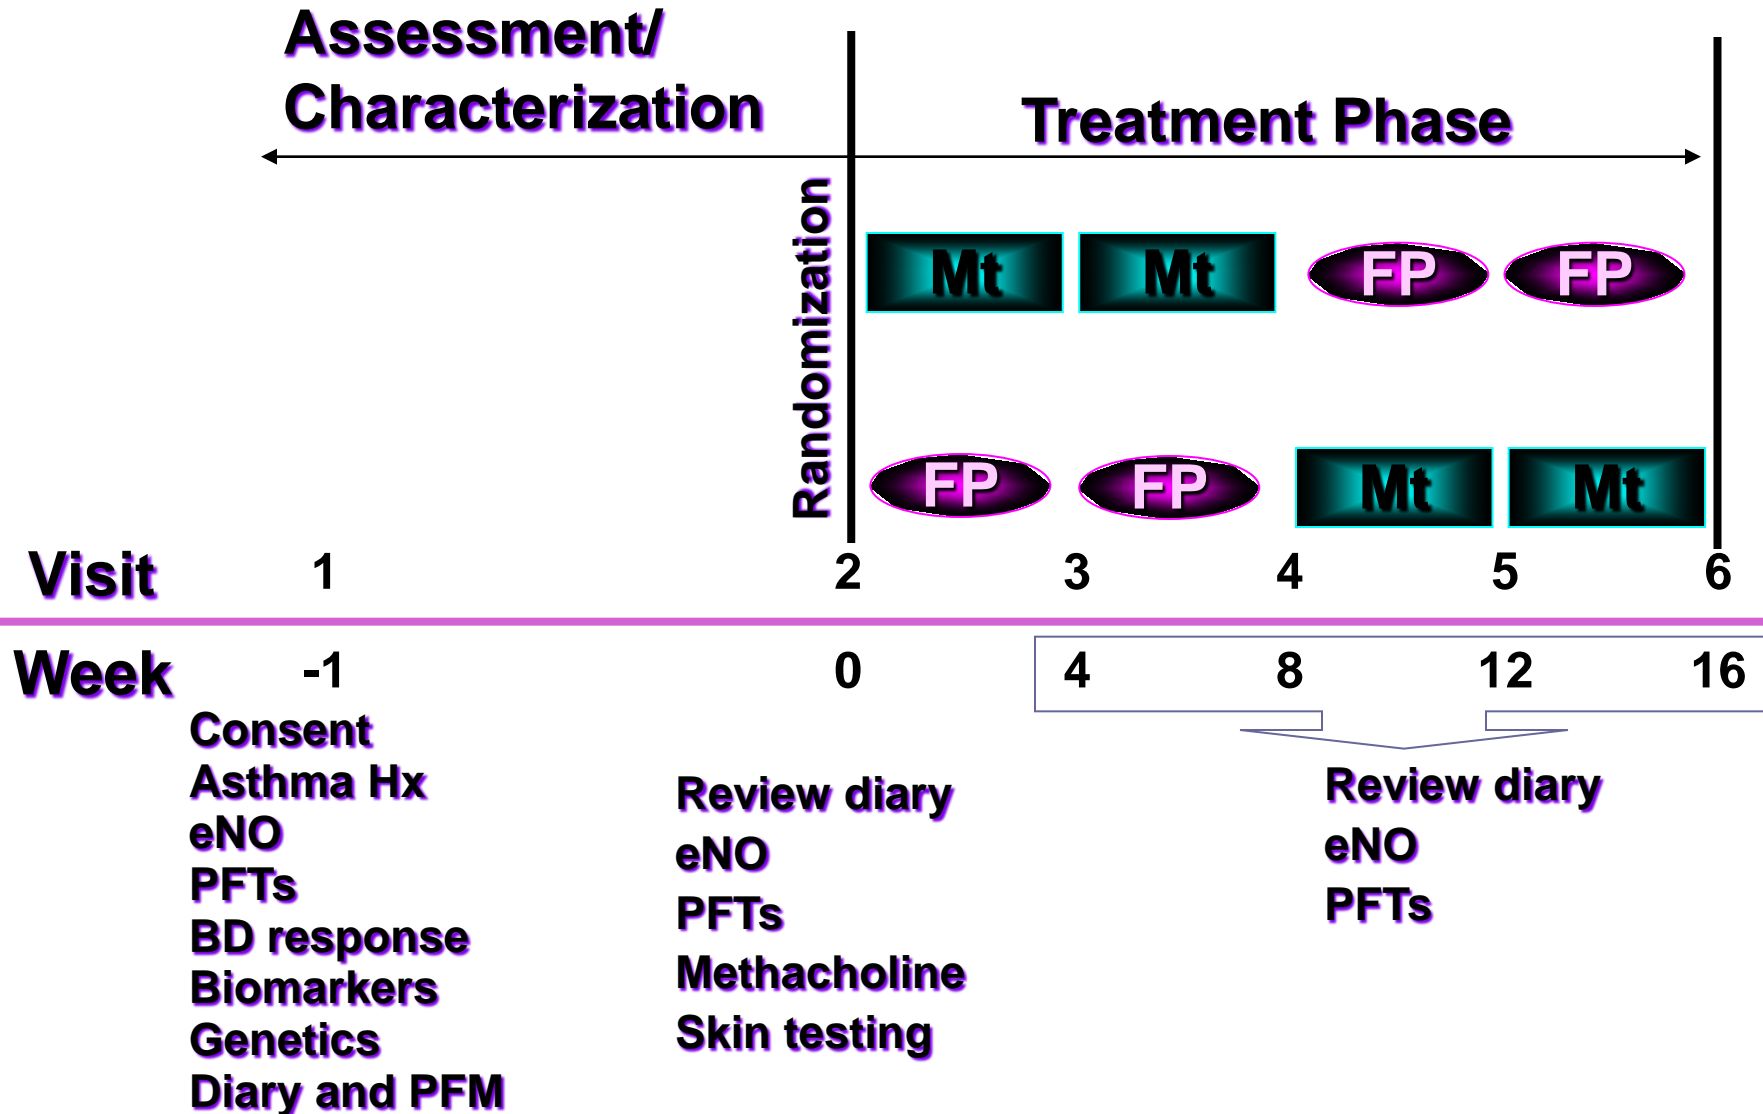 Assessment/
Characterization
Treatment Phase
Randomization
Mt Mt FP FP
FP FP Mt Mt
Visit 1 2 3 4 5 6
Week -1 0 4 8 12 16
Consent
Asthma Hx
eNO
PFTs
BD response
Biomarkers
Genetics
Diary and PFM
Review diary
eNO
PFTs
Methacholine
Skin testing
Review diary
eNO
PFTs